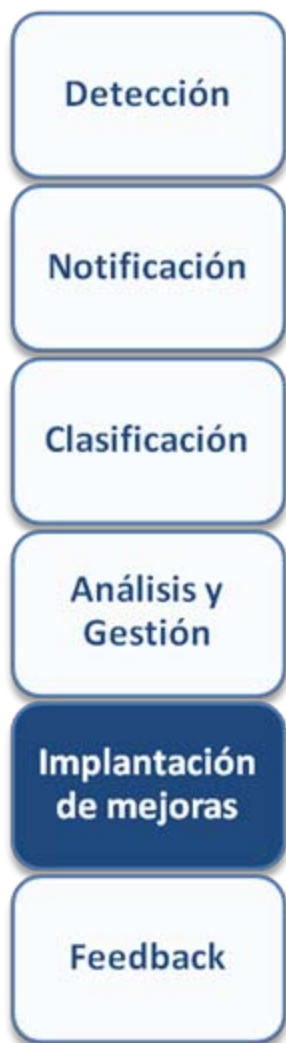 Detección
Notificación
Clasificación
Análisis y
Gestión
Implantación
de mejoras
Feedback